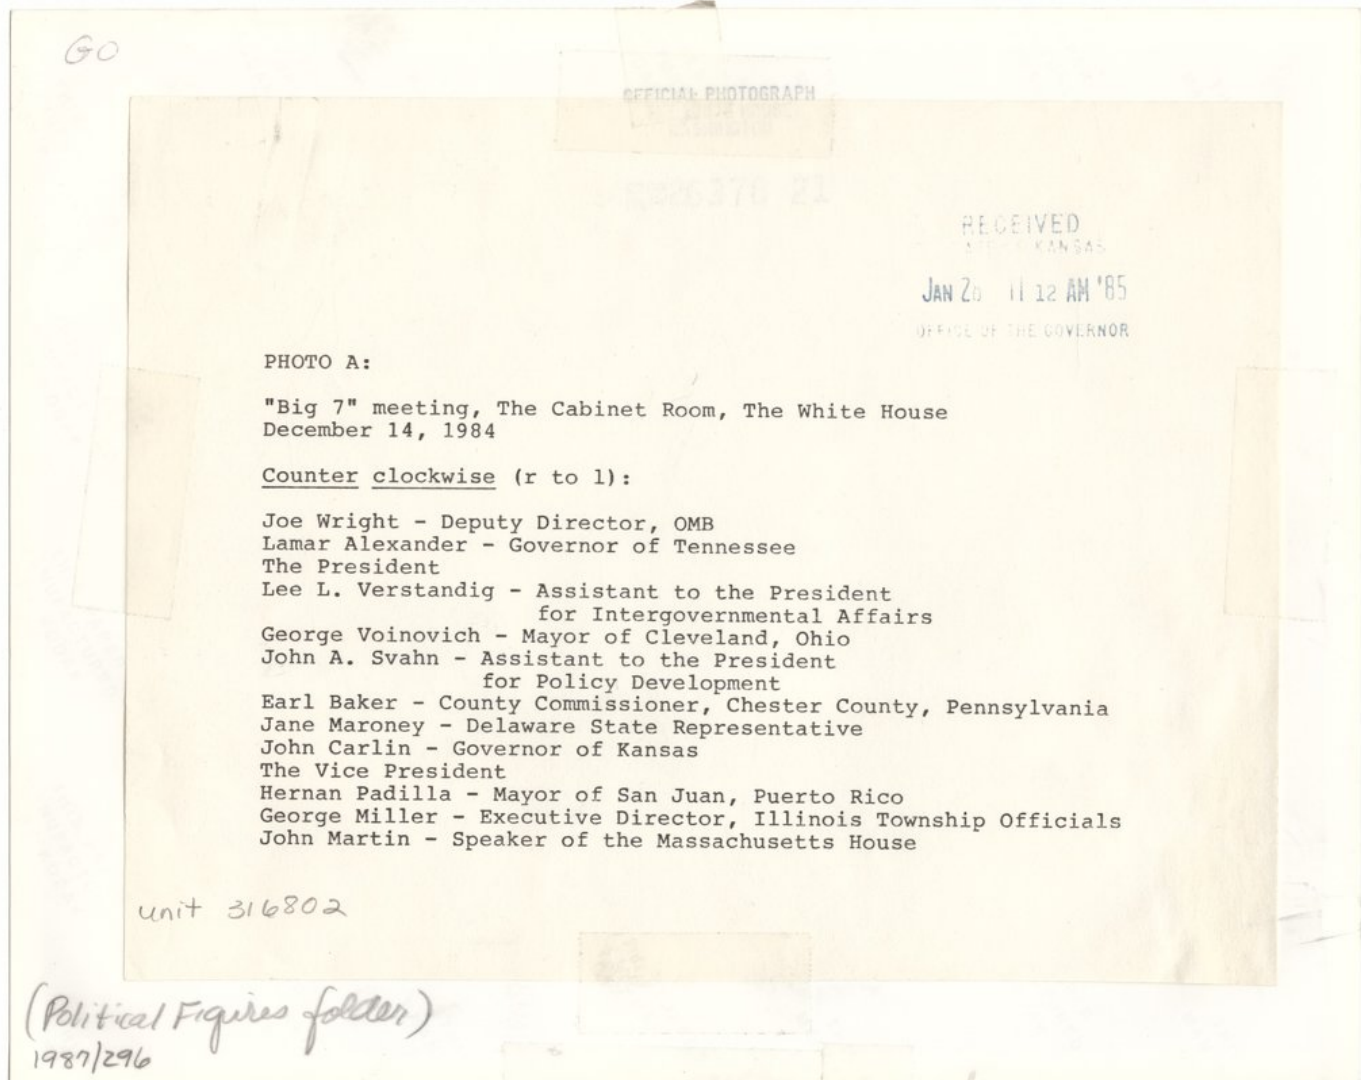 GO
OFFICIAL PHOTOGRAPH
RECEIVED
KANSAS
JAN 11 12 AM '85
OFFICE OF THE GOVERNOR
PHOTO A:
"Big 7" meeting, The Cabinet Room, The White House
December 14, 1984
Counter clockwise (r to l):
Joe Wright - Deputy Director, OMB
Lamar Alexander - Governor of Tennessee
The President
Lee L. Verstandig - Assistant to the President
for Intergovernmental Affairs
George Voinovich - Mayor of Cleveland, Ohio
John A. Svahn - Assistant to the President
for Policy Development
Earl Baker - County Commissioner, Chester County, Pennsylvania
Jane Maroney - Delaware State Representative
John Carlin - Governor of Kansas
The Vice President
Hernan Padilla - Mayor of San Juan, Puerto Rico
George Miller - Executive Director, Illinois Township Officials
John Martin - Speaker of the Massachusetts House
unit 316802
(Political Figures folder)
1987/296